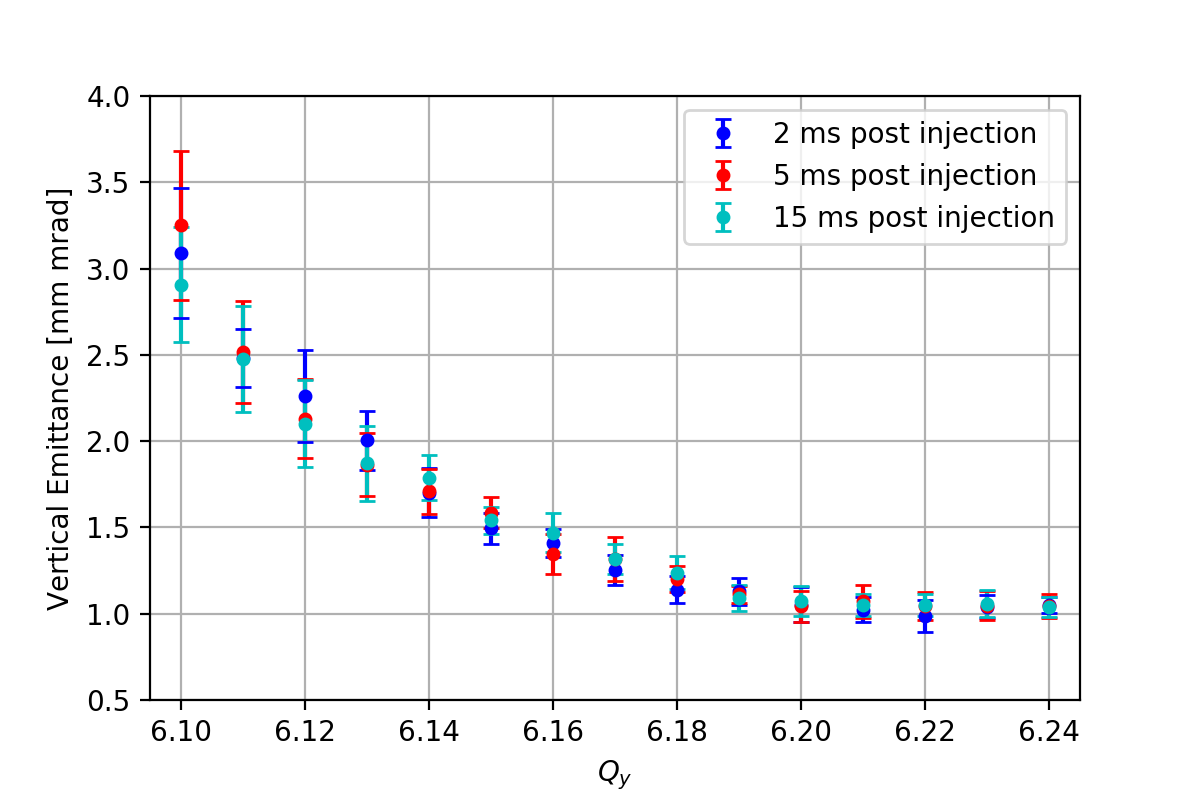 4.0
3.5
3.0
2.5
2.0
1.5
1.0
0.5
Vertical Emittance [mm mrad]
2 ms post injection
5 ms post injection
15 ms post injection
6.10 6.12 6.14 6.16 6.18 6.20 6.22 6.24
Q_y